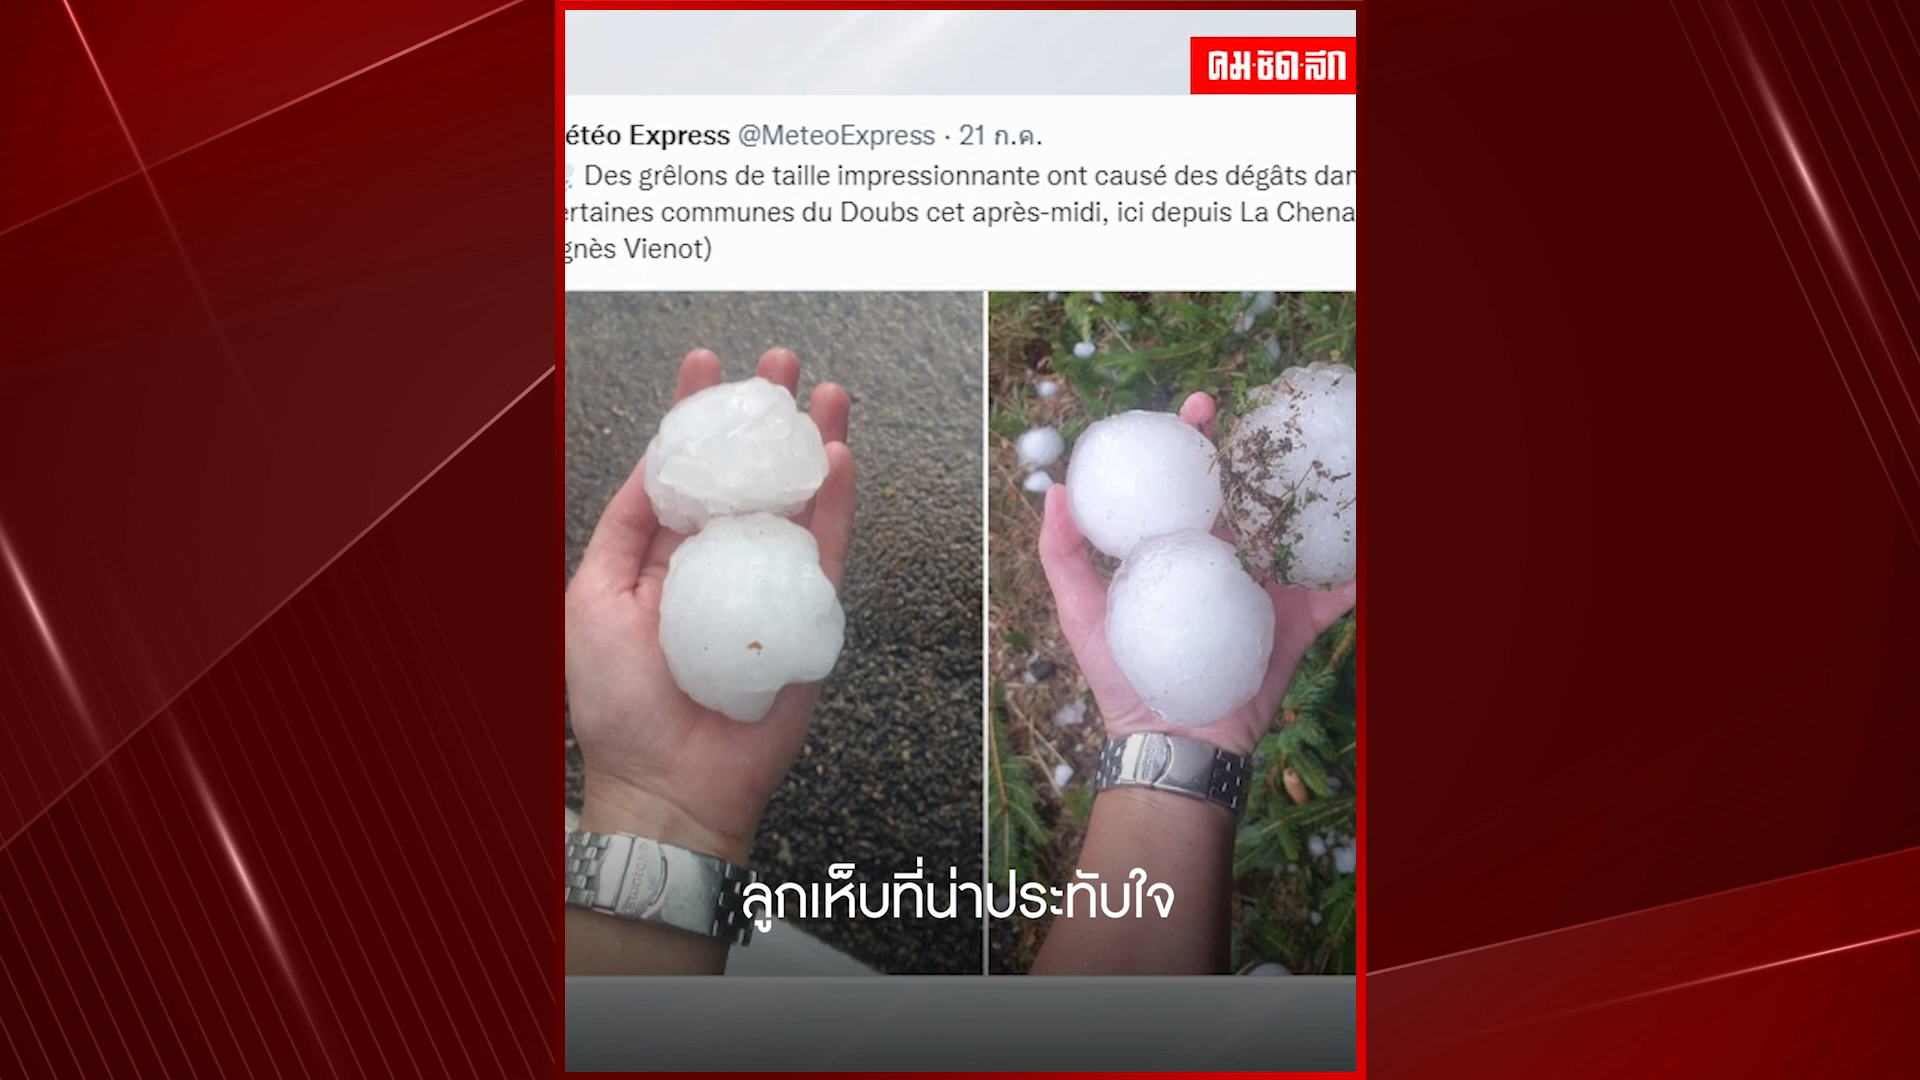 คม·ชัด·ลึก
étéo Express @MeteoExpress · 21 ก.ค.
Des grêlons de taille impressionnante ont causé des dégâts dan
ertaines communes du Doubs cet après-midi, ici depuis La Chena
gnès Vienot)
ลูกเห็บที่น่าประทับใจ